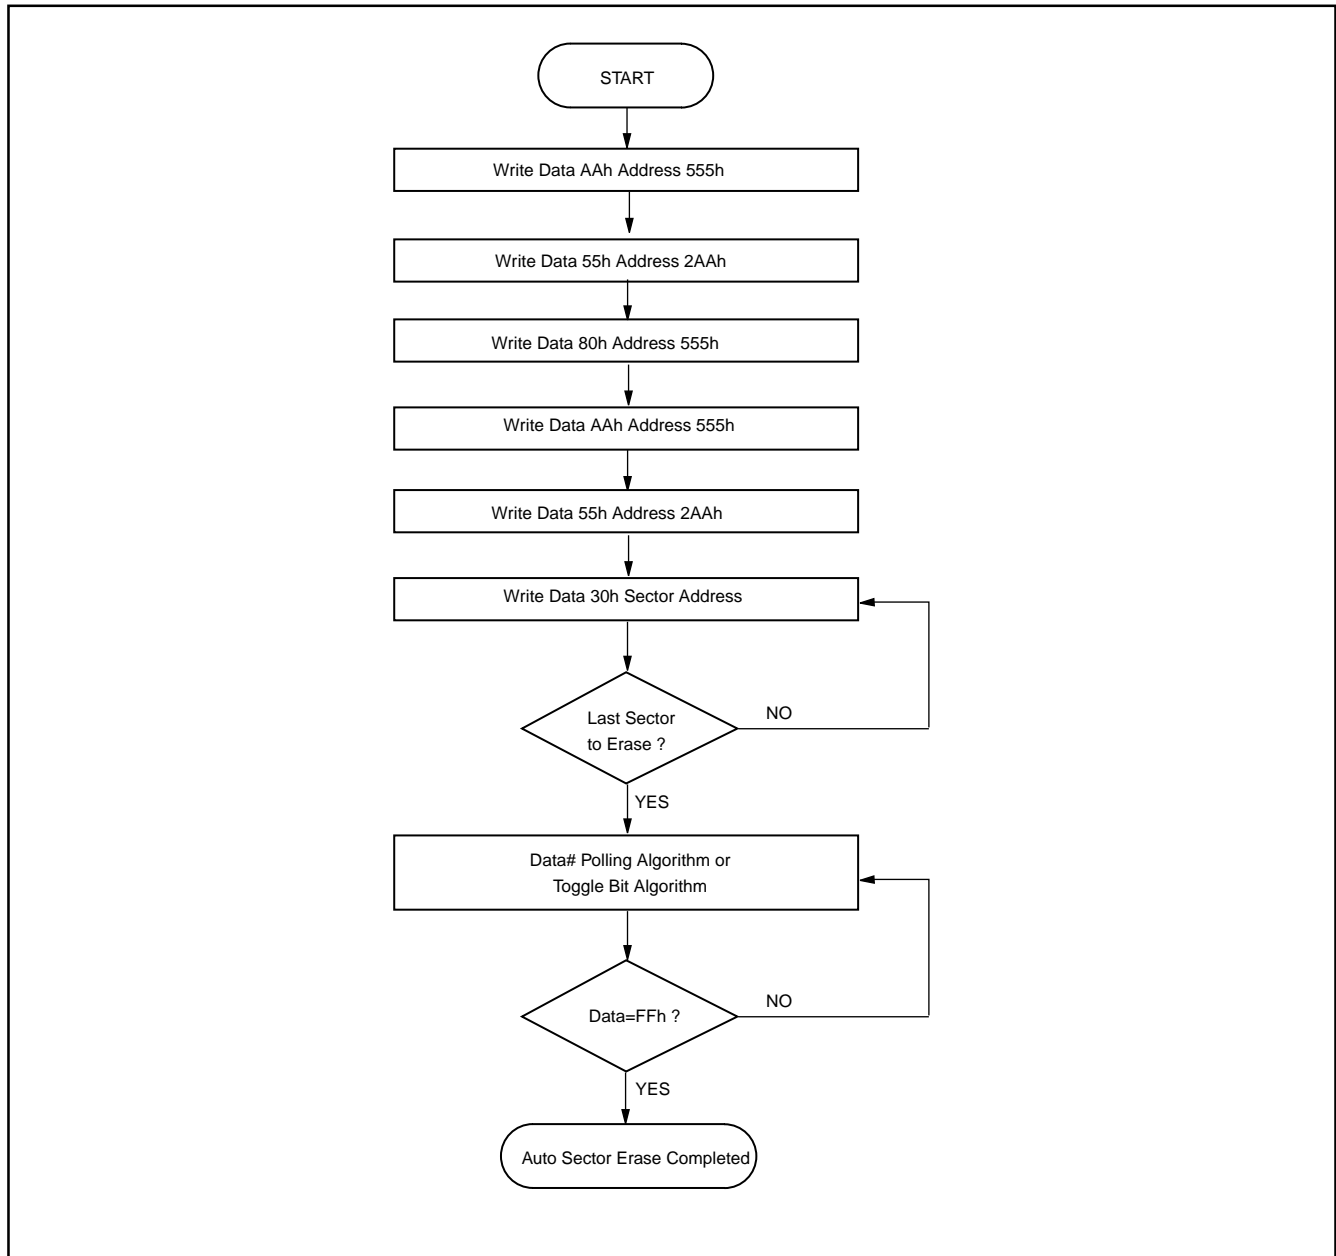 START
Write Data AAh Address 555h
Write Data 55h Address 2AAh
Write Data 80h Address 555h
Write Data AAh Address 555h
Write Data 55h Address 2AAh
Write Data 30h Sector Address
Last Sector
to Erase ?
NO
YES
Data# Polling Algorithm or
Toggle Bit Algorithm
Data=FFh ?
NO
YES
Auto Sector Erase Completed